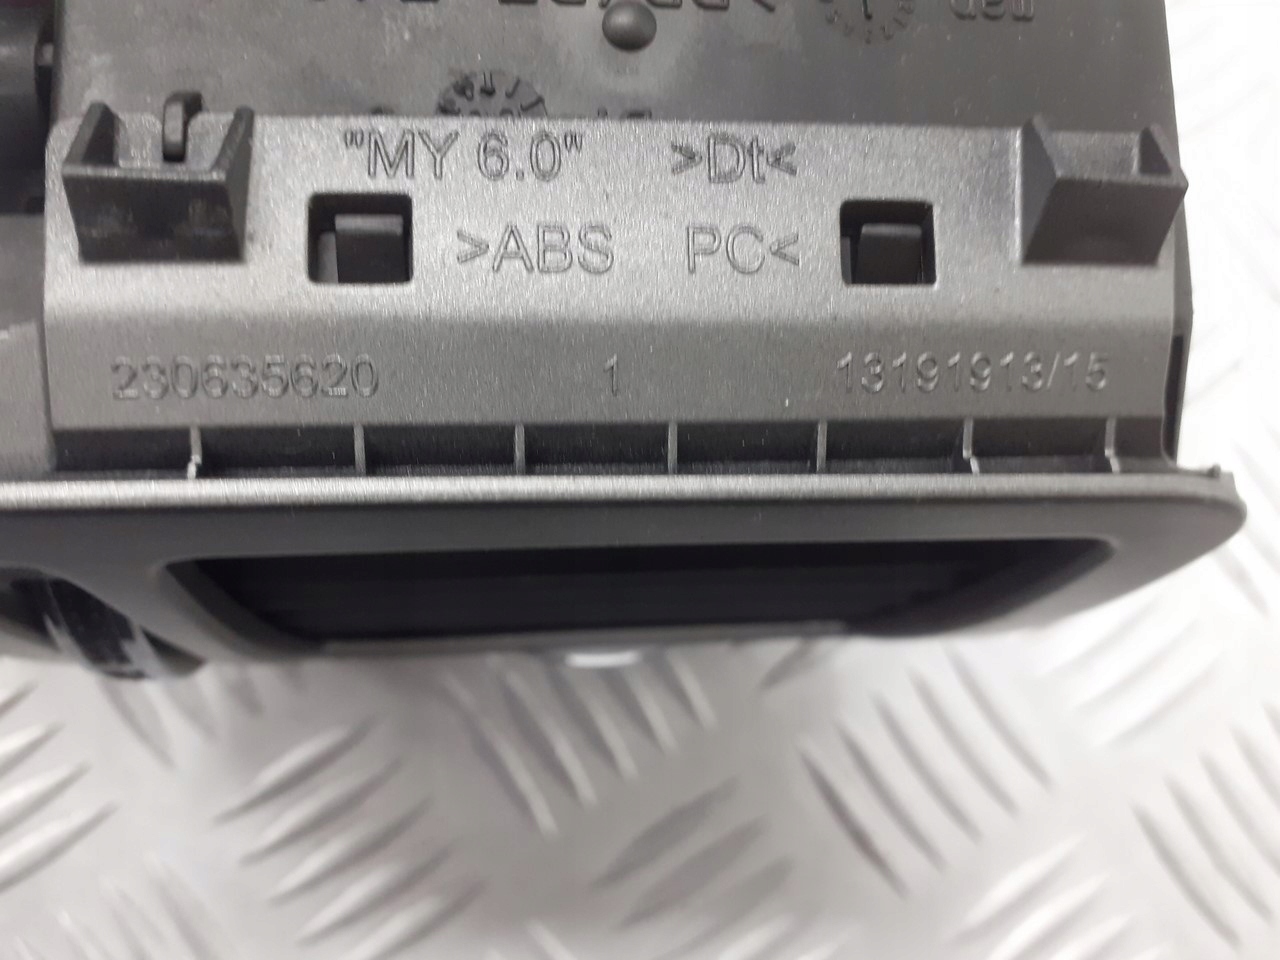 "MY 6.0" >Dt<
>ABS PC<
230635620 1 13191913/15